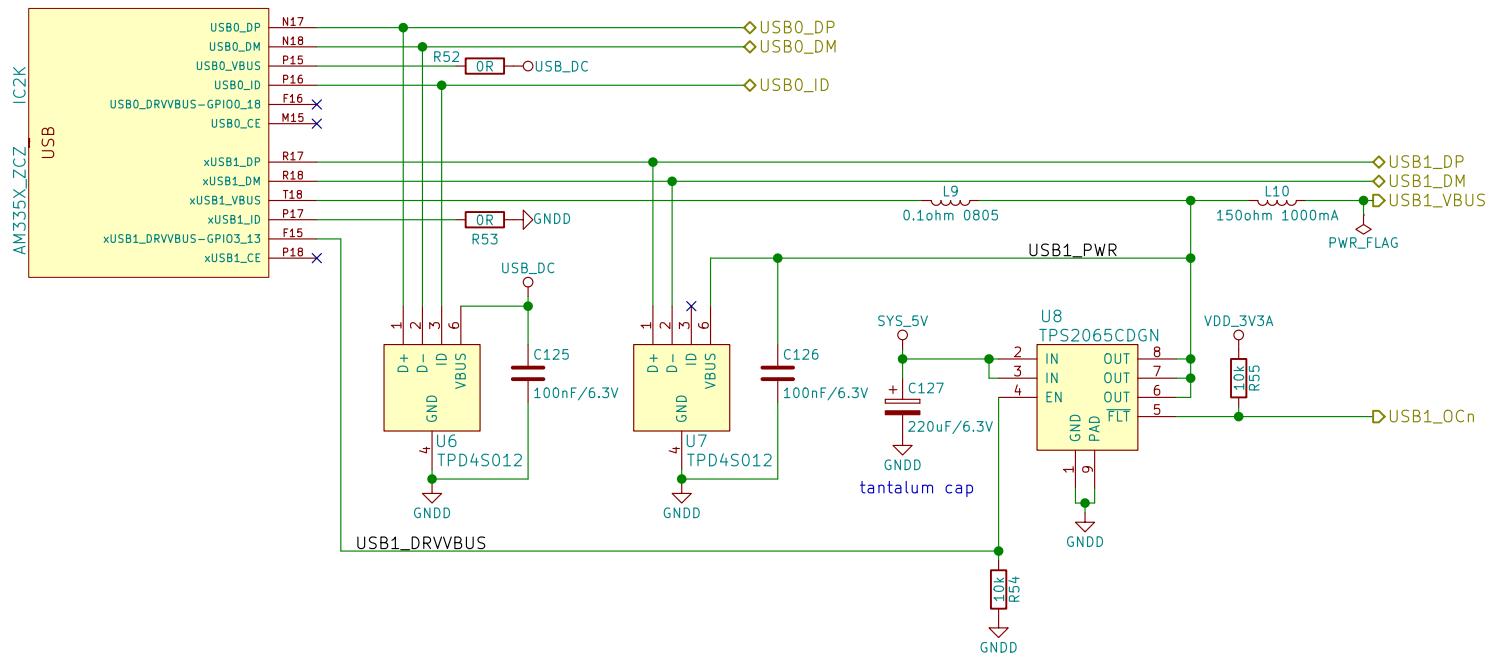 IC2K
AM335X_ZCZ
USB
USB0_DP N17
USB0_DM N18
USB0_VBUS P15
USB0_ID P16
USB0_DRVVBUS-GPIO0_18 F16
USB0_CE M15
xUSB1_DP R17
xUSB1_DM R18
xUSB1_VBUS T18
xUSB1_ID P17
xUSB1_DRVVBUS-GPIO3_13 F15
xUSB1_CE P18
USB0_DP
USB0_DM
R52
0R
USB_DC
USB0_ID
USB1_DP
USB1_DM
USB1_VBUS
L9
0.1ohm 0805
L10
150ohm 1000mA
PWR_FLAG
0R
GNDD
R53
USB1_PWR
USB_DC
1 2 3 6
D+ D- ID VBUS
GND
4
U6
TPD4S012
GNDD
C125
100nF/6.3V
1 2 3 6
D+ D- ID VBUS
GND
4
U7
TPD4S012
GNDD
C126
100nF/6.3V
SYS_5V
+
C127
220uF/6.3V
GNDD
tantalum cap
U8
TPS2065CDGN
2 IN OUT 8
3 IN OUT 7
4 EN OUT 6
FLT 5
GND PAD
1 9
GNDD
VDD_3V3A
10k
R55
USB1_OCn
USB1_DRVVBUS
10k
R54
GNDD